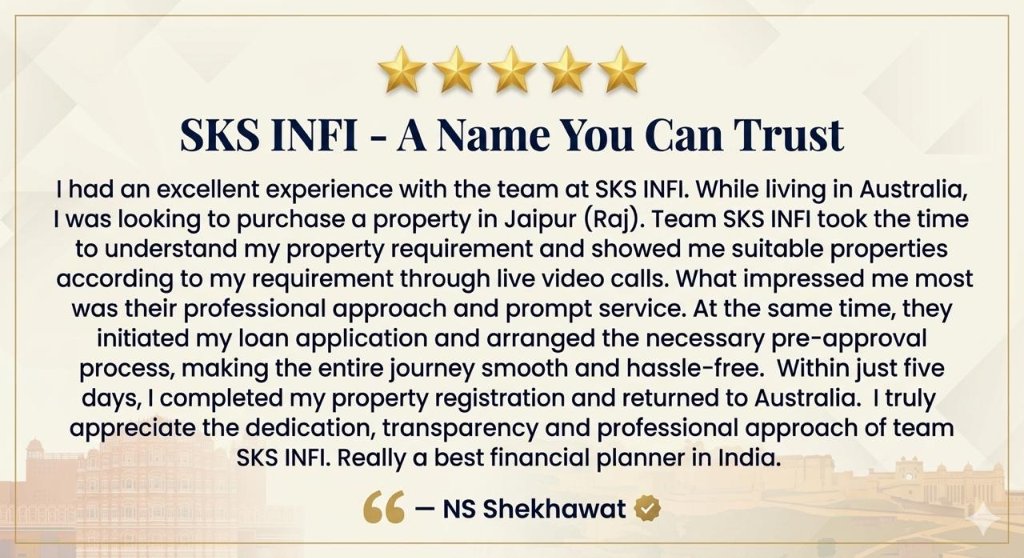 SKS INFI - A Name You Can Trust
I had an excellent experience with the team at SKS INFI. While living in Australia,
I was looking to purchase a property in Jaipur (Raj). Team SKS INFI took the time
to understand my property requirement and showed me suitable properties
according to my requirement through live video calls. What impressed me most
was their professional approach and prompt service. At the same time, they
initiated my loan application and arranged the necessary pre-approval
process, making the entire journey smooth and hassle-free. Within just five
days, I completed my property registration and returned to Australia. I truly
appreciate the dedication, transparency and professional approach of team
SKS INFI. Really a best financial planner in India.
“ — NS Shekhawat